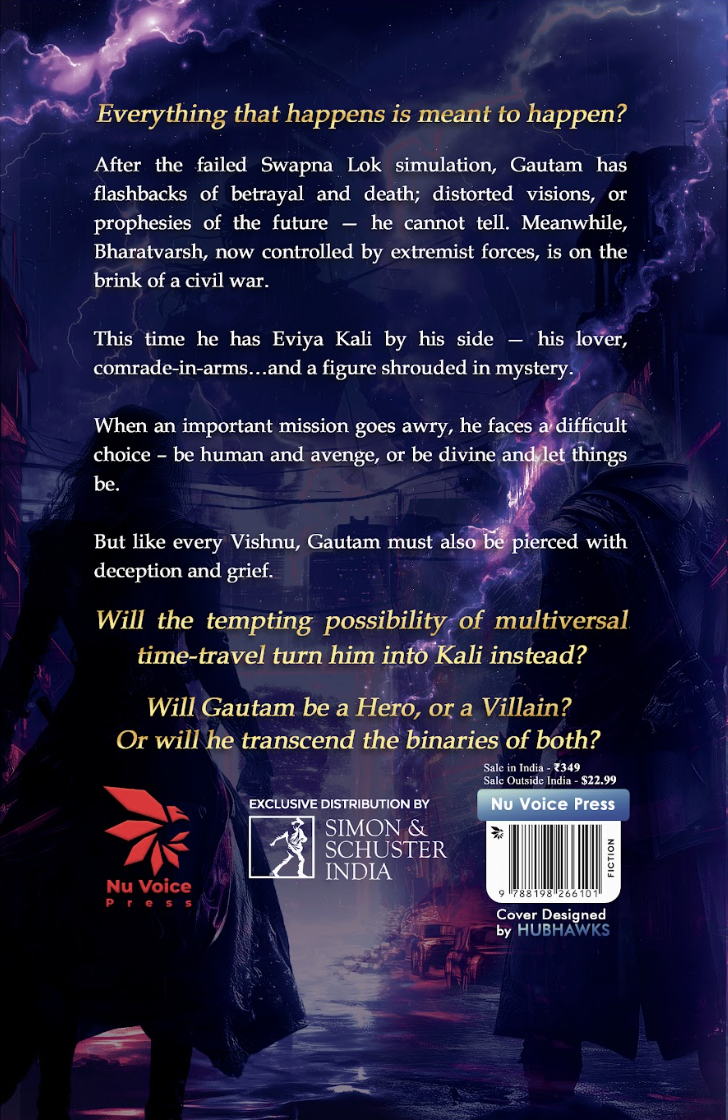 Everything that happens is meant to happen?
After the failed Swapna Lok simulation, Gautam has
flashbacks of betrayal and death; distorted visions, or
prophesies of the future — he cannot tell. Meanwhile,
Bharatvarsh, now controlled by extremist forces, is on the
brink of a civil war.
This time he has Eviya Kali by his side — his lover,
comrade-in-arms...and a figure shrouded in mystery.
When an important mission goes awry, he faces a difficult
choice – be human and avenge, or be divine and let things
be.
But like every Vishnu, Gautam must also be pierced with
deception and grief.
Will the tempting possibility of multiversal
time-travel turn him into Kali instead?
Will Gautam be a Hero, or a Villain?
Or will he transcend the binaries of both?
Sale in India - ₹349
Sale Outside India - $22.99
Nu Voice Press
FICTION
9 788198 266101
Cover Designed
by HUBHAWKS
EXCLUSIVE DISTRIBUTION BY
SIMON &
SCHUSTER
INDIA
Nu Voice
Press